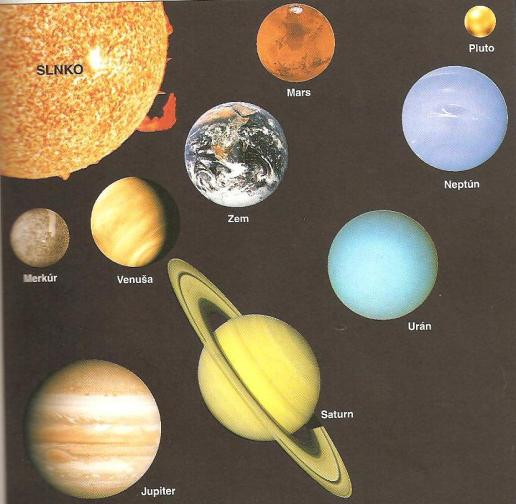 SLNKO
Mars
Pluto
Zem
Neptún
Merkúr
Venuša
Urán
Saturn
Jupiter